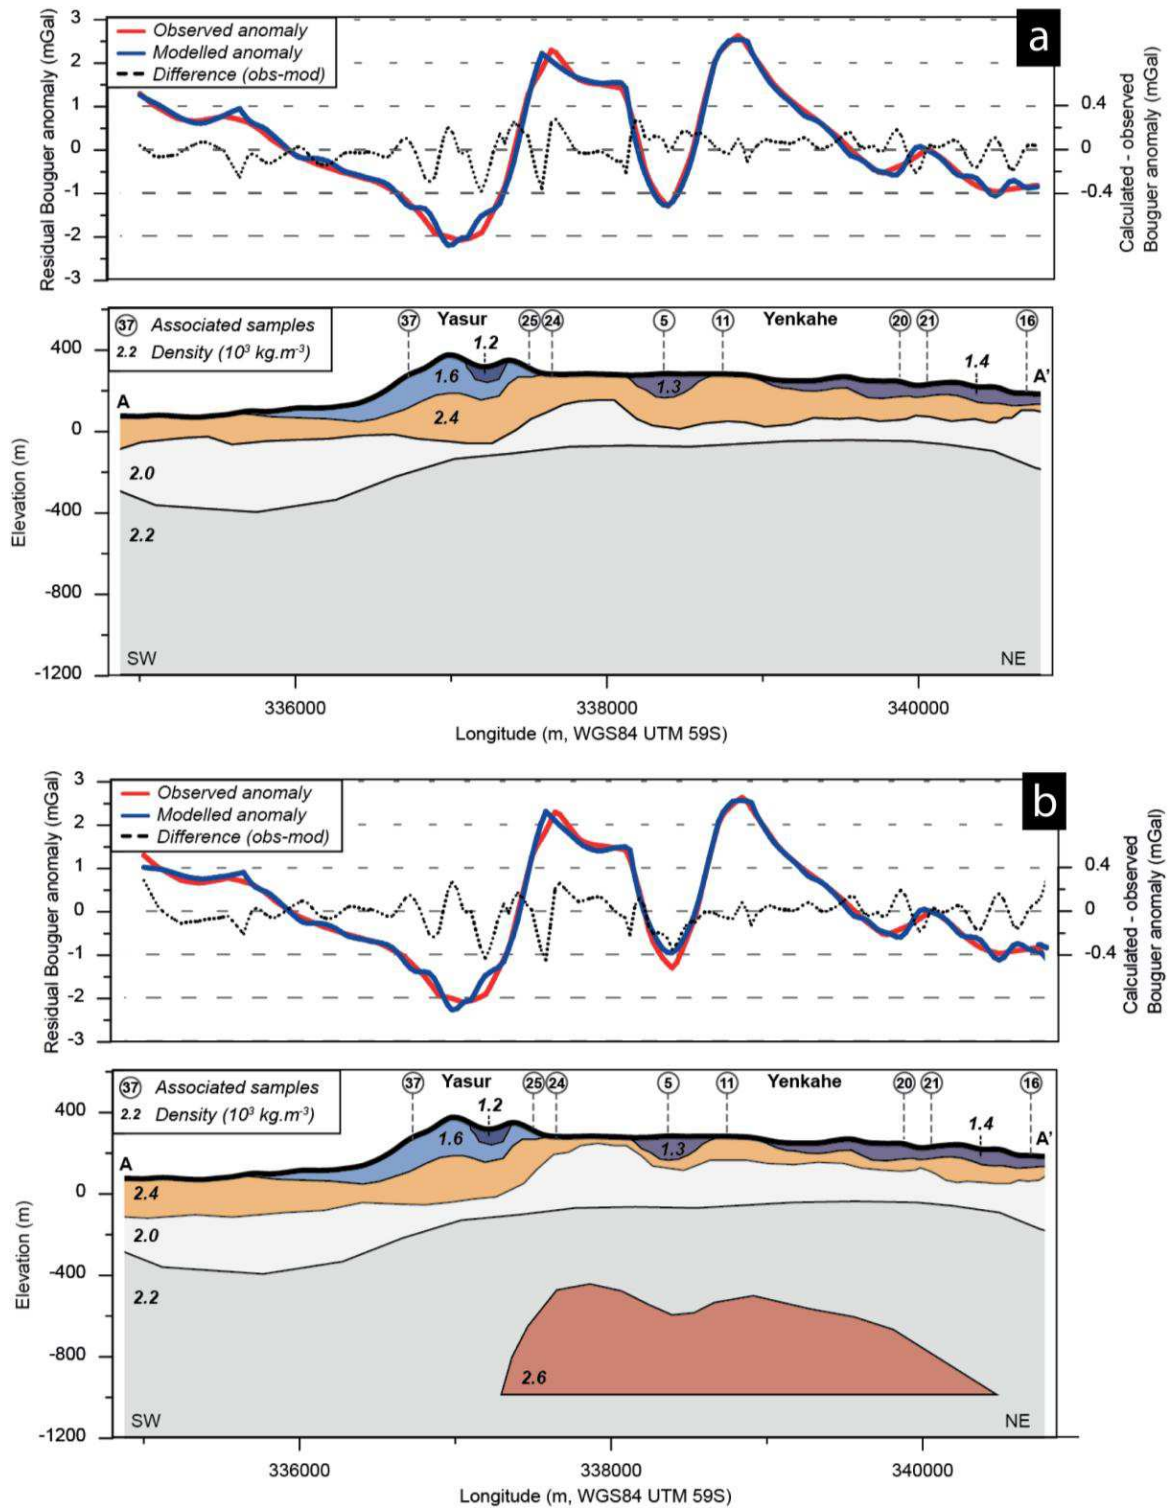 a
Observed anomaly
Modelled anomaly
Difference (obs-mod)
Residual Bouguer anomaly (mGal)
3
2
1
0
-1
-2
-3
0.4
0
-0.4
Calculated - observed
Bouguer anomaly (mGal)
37 Associated samples
2.2 Density (10³ kg.m⁻³)
37 Yasur 25 24 5 11 Yenkahe 20 21 16
1.2
1.4
A
A'
1.6
1.3
2.4
2.0
2.2
SW
NE
Elevation (m)
400
0
-400
-800
-1200
336000 338000 340000
Longitude (m, WGS84 UTM 59S)
b
Observed anomaly
Modelled anomaly
Difference (obs-mod)
Residual Bouguer anomaly (mGal)
3
2
1
0
-1
-2
-3
0.4
0
-0.4
Calculated - observed
Bouguer anomaly (mGal)
37 Associated samples
2.2 Density (10³ kg.m⁻³)
37 Yasur 25 24 5 11 Yenkahe 20 21 16
1.2
1.4
A
A'
1.6
1.3
2.4
2.0
2.2
2.6
SW
NE
Elevation (m)
400
0
-400
-800
-1200
336000 338000 340000
Longitude (m, WGS84 UTM 59S)